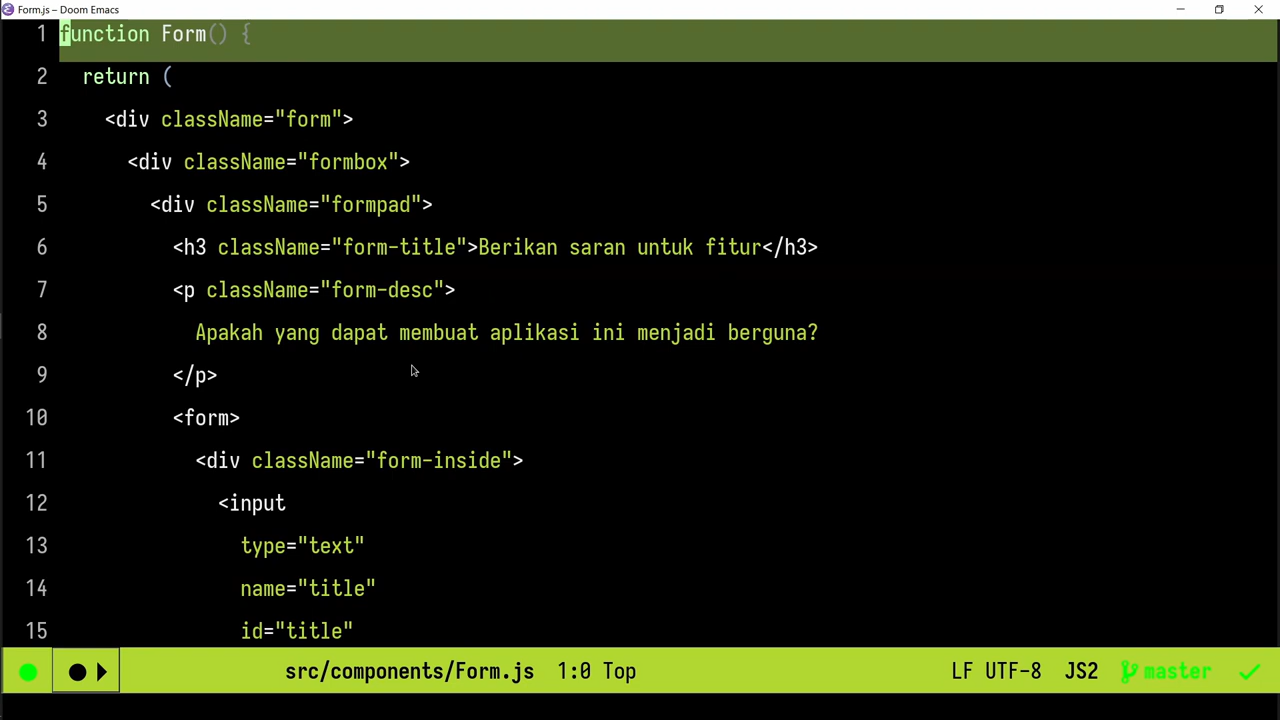 Form.js – Doom Emacs
1 function Form() {
2 return (
3 <div className="form">
4 <div className="formbox">
5 <div className="formpad">
6 <h3 className="form-title">Berikan saran untuk fitur</h3>
7 <p className="form-desc">
8 Apakah yang dapat membuat aplikasi ini menjadi berguna?
9 </p>
10 <form>
11 <div className="form-inside">
12 <input
13 type="text"
14 name="title"
15 id="title"
src/components/Form.js 1:0 Top LF UTF-8 JS2 master